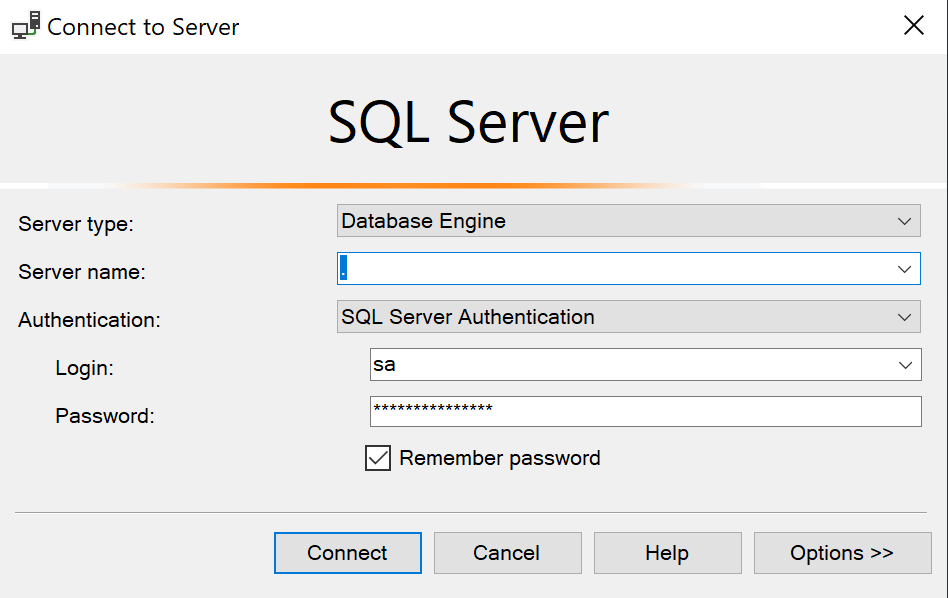 Connect to Server
SQL Server
Server type: Database Engine
Server name: .
Authentication: SQL Server Authentication
Login: sa
Password: ***************
Remember password
Connect Cancel Help Options >>